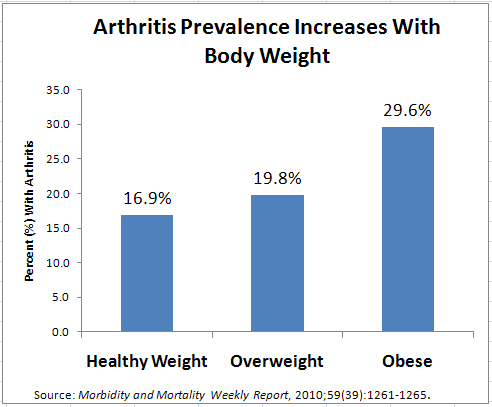 Arthritis Prevalence Increases With
Body Weight
Percent (%) With Arthritis
35.0
30.0
25.0
20.0
15.0
10.0
5.0
0.0
16.9%
19.8%
29.6%
Healthy Weight
Overweight
Obese
Source: Morbidity and Mortality Weekly Report, 2010;59(39):1261-1265.